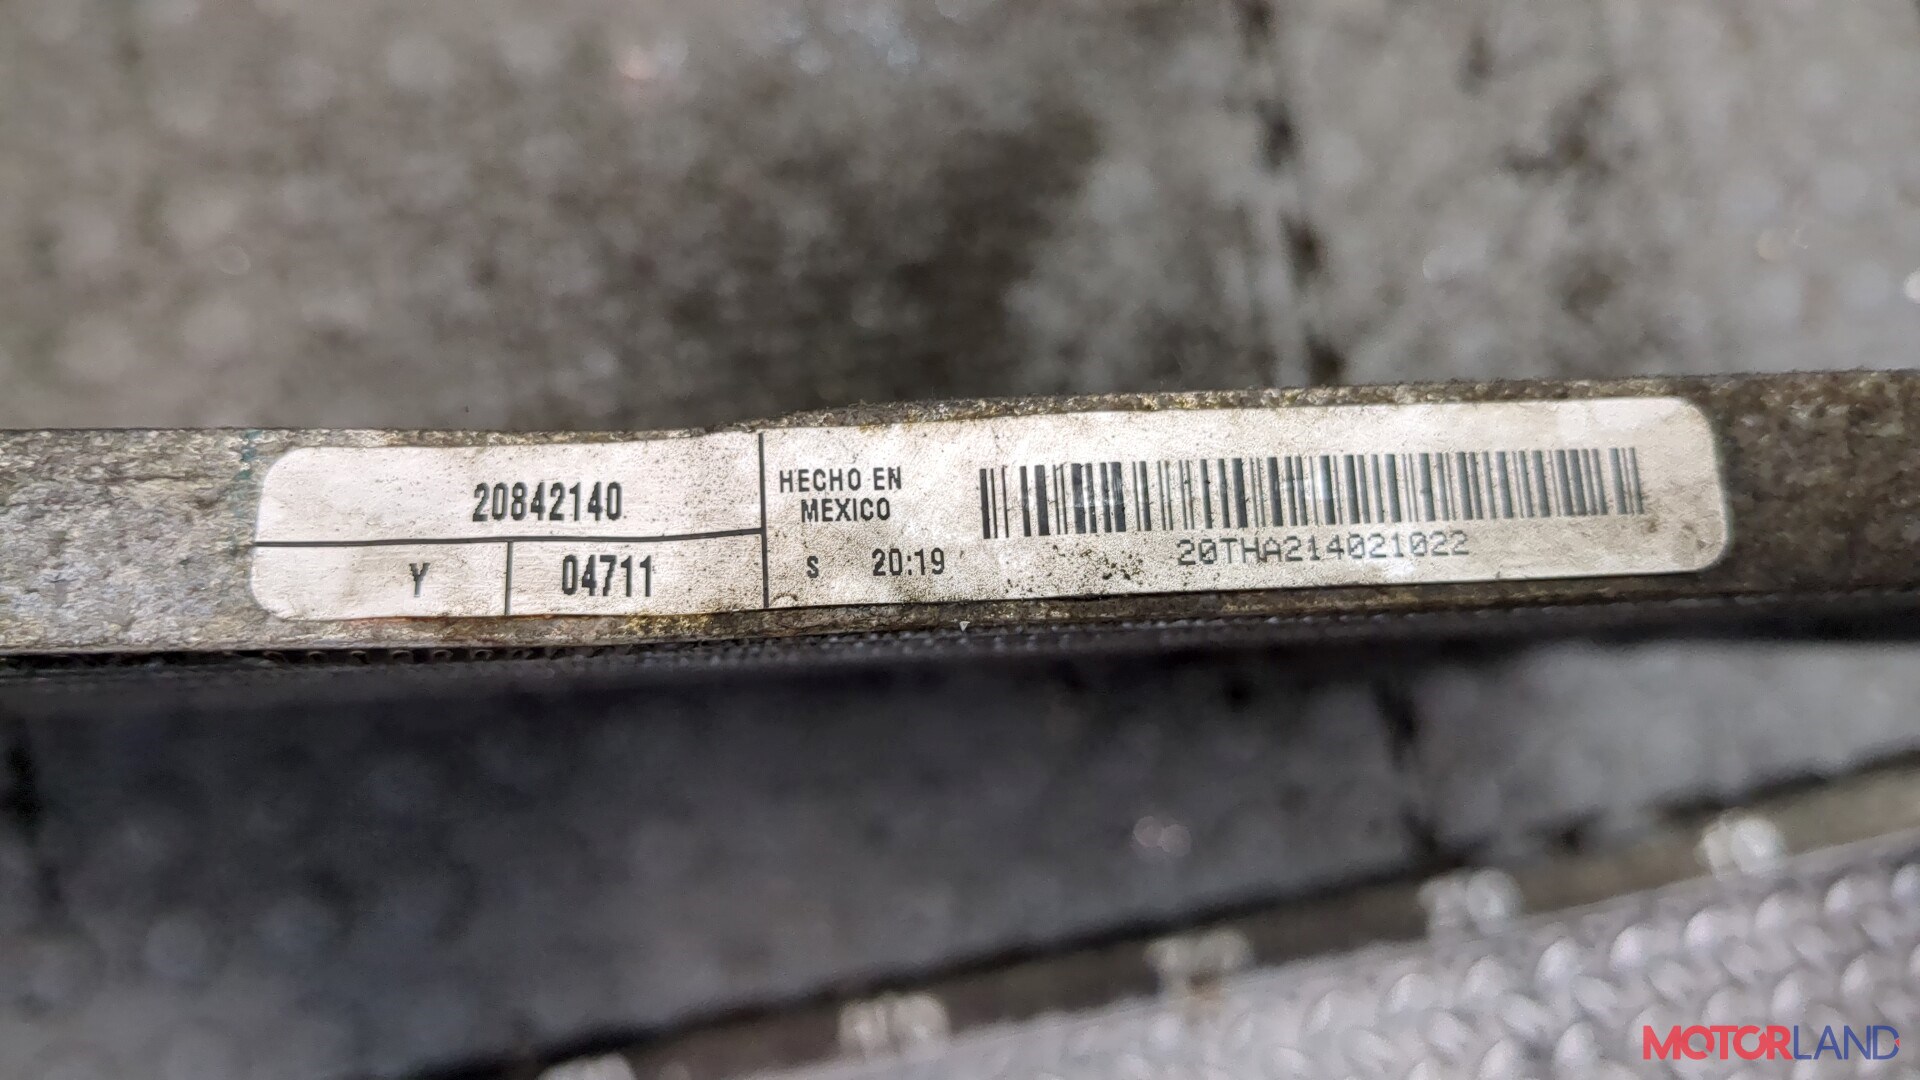 20842140
Y 04711
HECHO EN
MEXICO
S 20:19
20THA214021022
MOTORLAND